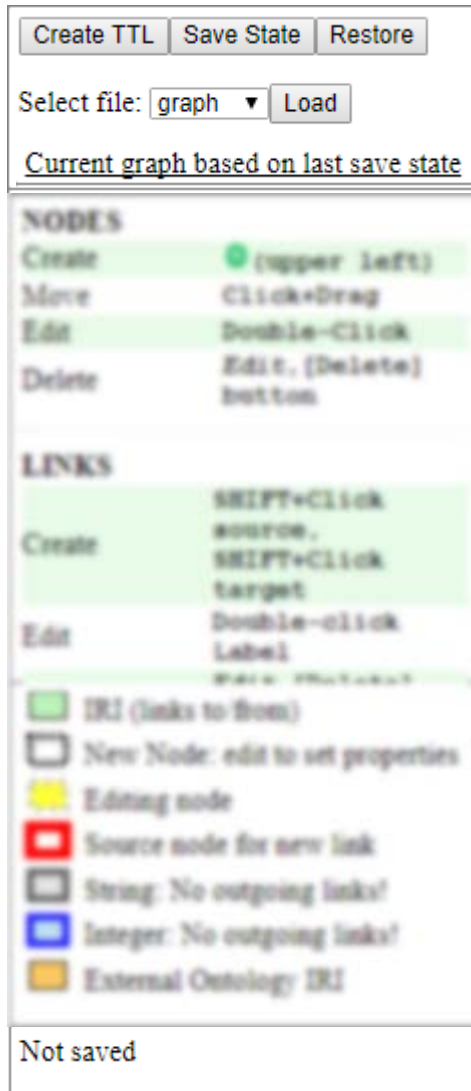 Create TTL Save State Restore
Select file: graph Load
Current graph based on last save state
NODES
Create (upper left)
Move Click+Drag
Edit Double-Click
Delete Edit,[Delete]
button
LINKS
Create SHIFT+Click
source,
SHIFT+Click
target
Edit Double-click
Label
Edit,[Delete]
IRI (links to/from)
New Node: edit to set properties
Editing node
Source node for new link
String: No outgoing links!
Integer: No outgoing links!
External Ontology IRI
Not saved